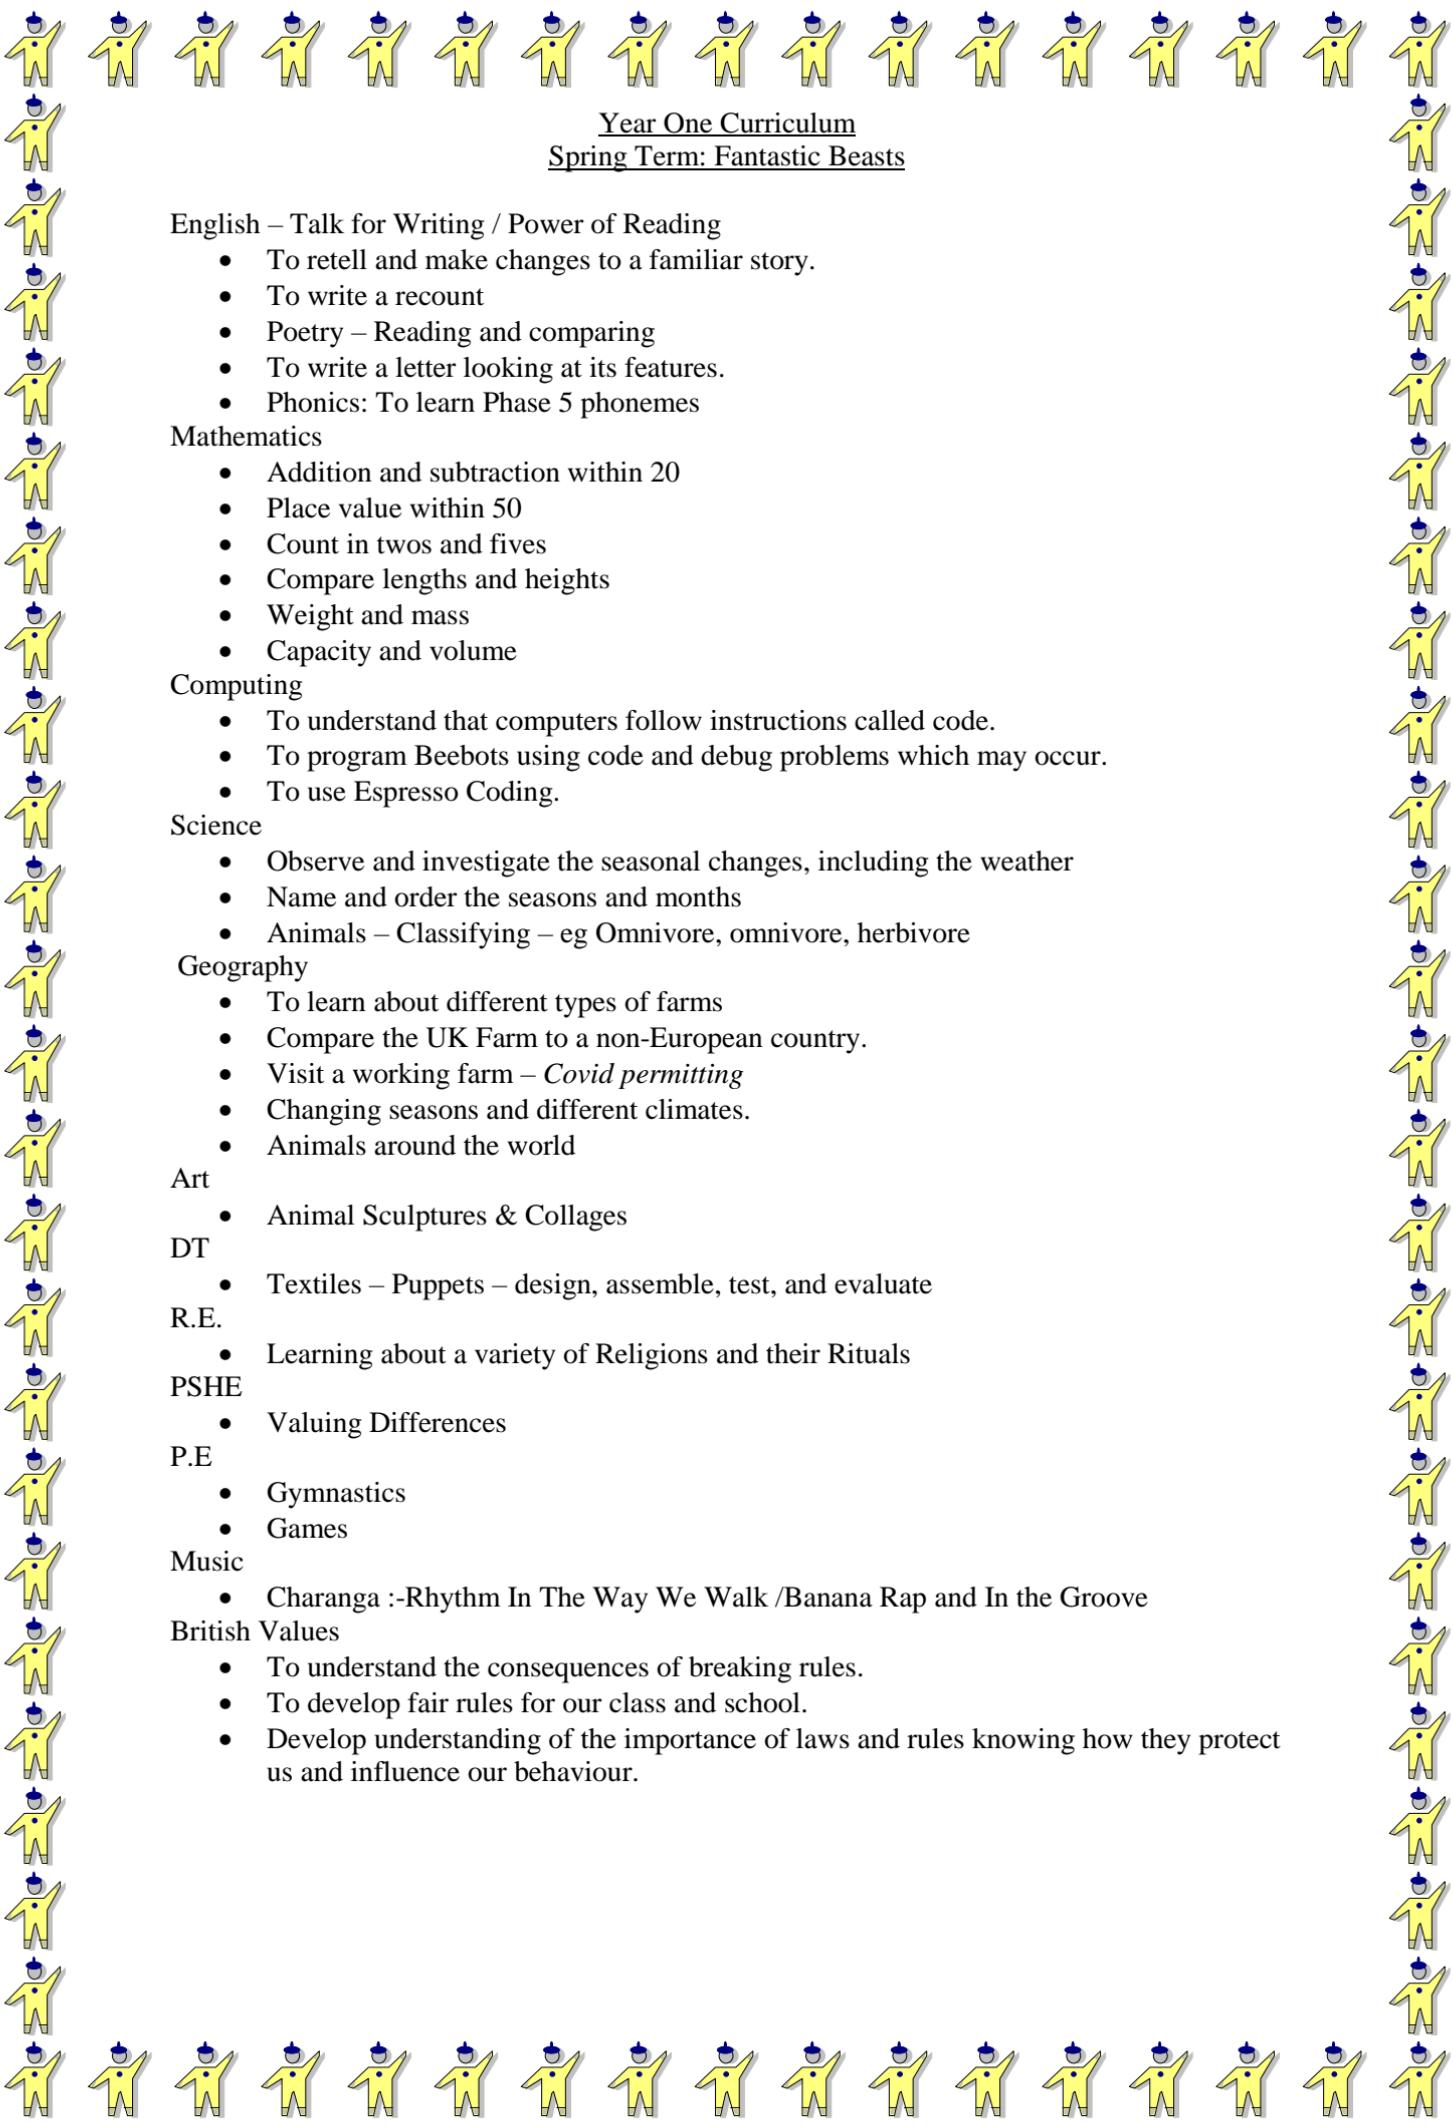 Year One Curriculum
Spring Term: Fantastic Beasts
English – Talk for Writing / Power of Reading
• To retell and make changes to a familiar story.
• To write a recount
• Poetry – Reading and comparing
• To write a letter looking at its features.
• Phonics: To learn Phase 5 phonemes
Mathematics
• Addition and subtraction within 20
• Place value within 50
• Count in twos and fives
• Compare lengths and heights
• Weight and mass
• Capacity and volume
Computing
• To understand that computers follow instructions called code.
• To program Beebots using code and debug problems which may occur.
• To use Espresso Coding.
Science
• Observe and investigate the seasonal changes, including the weather
• Name and order the seasons and months
• Animals – Classifying – eg Omnivore, omnivore, herbivore
Geography
• To learn about different types of farms
• Compare the UK Farm to a non-European country.
• Visit a working farm – Covid permitting
• Changing seasons and different climates.
• Animals around the world
Art
• Animal Sculptures & Collages
DT
• Textiles – Puppets – design, assemble, test, and evaluate
R.E.
• Learning about a variety of Religions and their Rituals
PSHE
• Valuing Differences
P.E
• Gymnastics
• Games
Music
• Charanga :-Rhythm In The Way We Walk /Banana Rap and In the Groove
British Values
• To understand the consequences of breaking rules.
• To develop fair rules for our class and school.
• Develop understanding of the importance of laws and rules knowing how they protect
us and influence our behaviour.